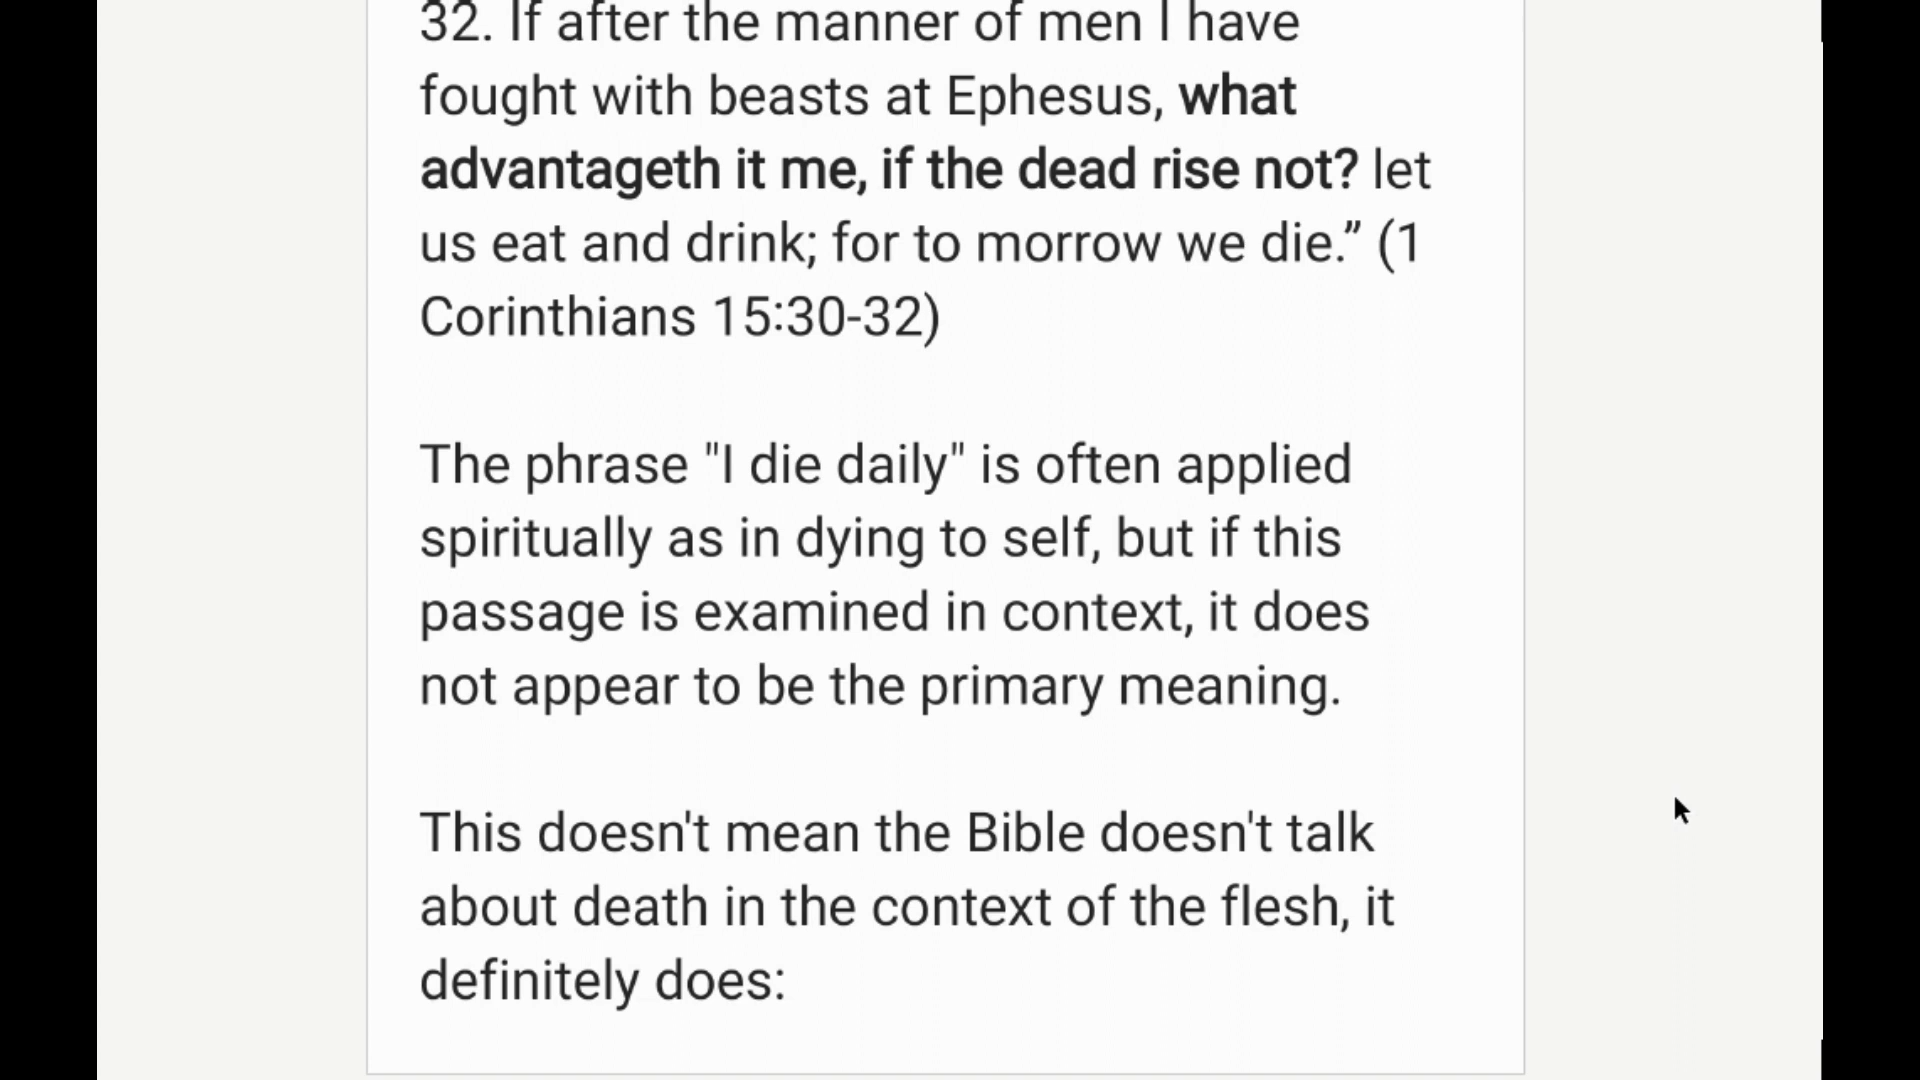 32. If after the manner of men I have
fought with beasts at Ephesus, what
advantageth it me, if the dead rise not? let
us eat and drink; for to morrow we die.” (1
Corinthians 15:30-32)
The phrase "I die daily" is often applied
spiritually as in dying to self, but if this
passage is examined in context, it does
not appear to be the primary meaning.
This doesn't mean the Bible doesn't talk
about death in the context of the flesh, it
definitely does: